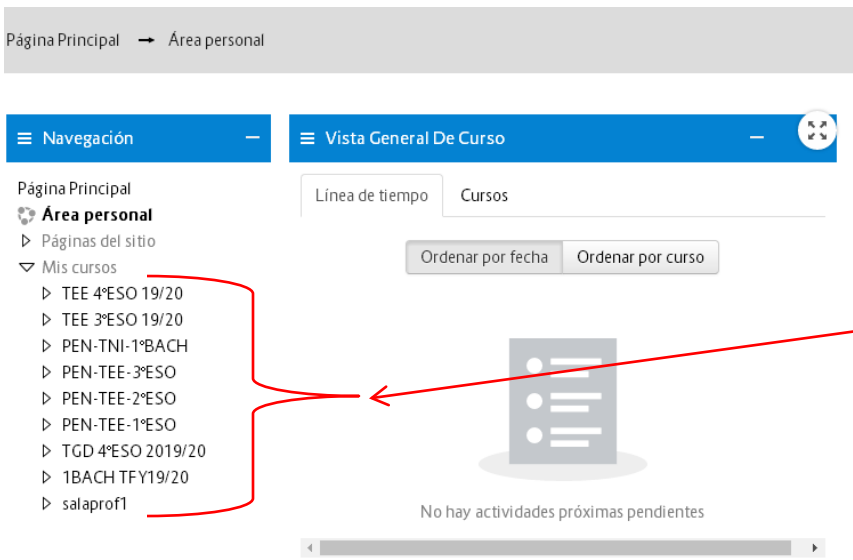 Página Principal → Área personal
Navegación
Página Principal
Área personal
Páginas del sitio
Mis cursos
TEE 4ºESO 19/20
TEE 3ºESO 19/20
PEN-TNI-1ºBACH
PEN-TEE-3ºESO
PEN-TEE-2ºESO
PEN-TEE-1ºESO
TGD 4ºESO 2019/20
1BACH TFY19/20
salaprof1
Vista General De Curso
Línea de tiempo Cursos
Ordenar por fecha Ordenar por curso
No hay actividades próximas pendientes